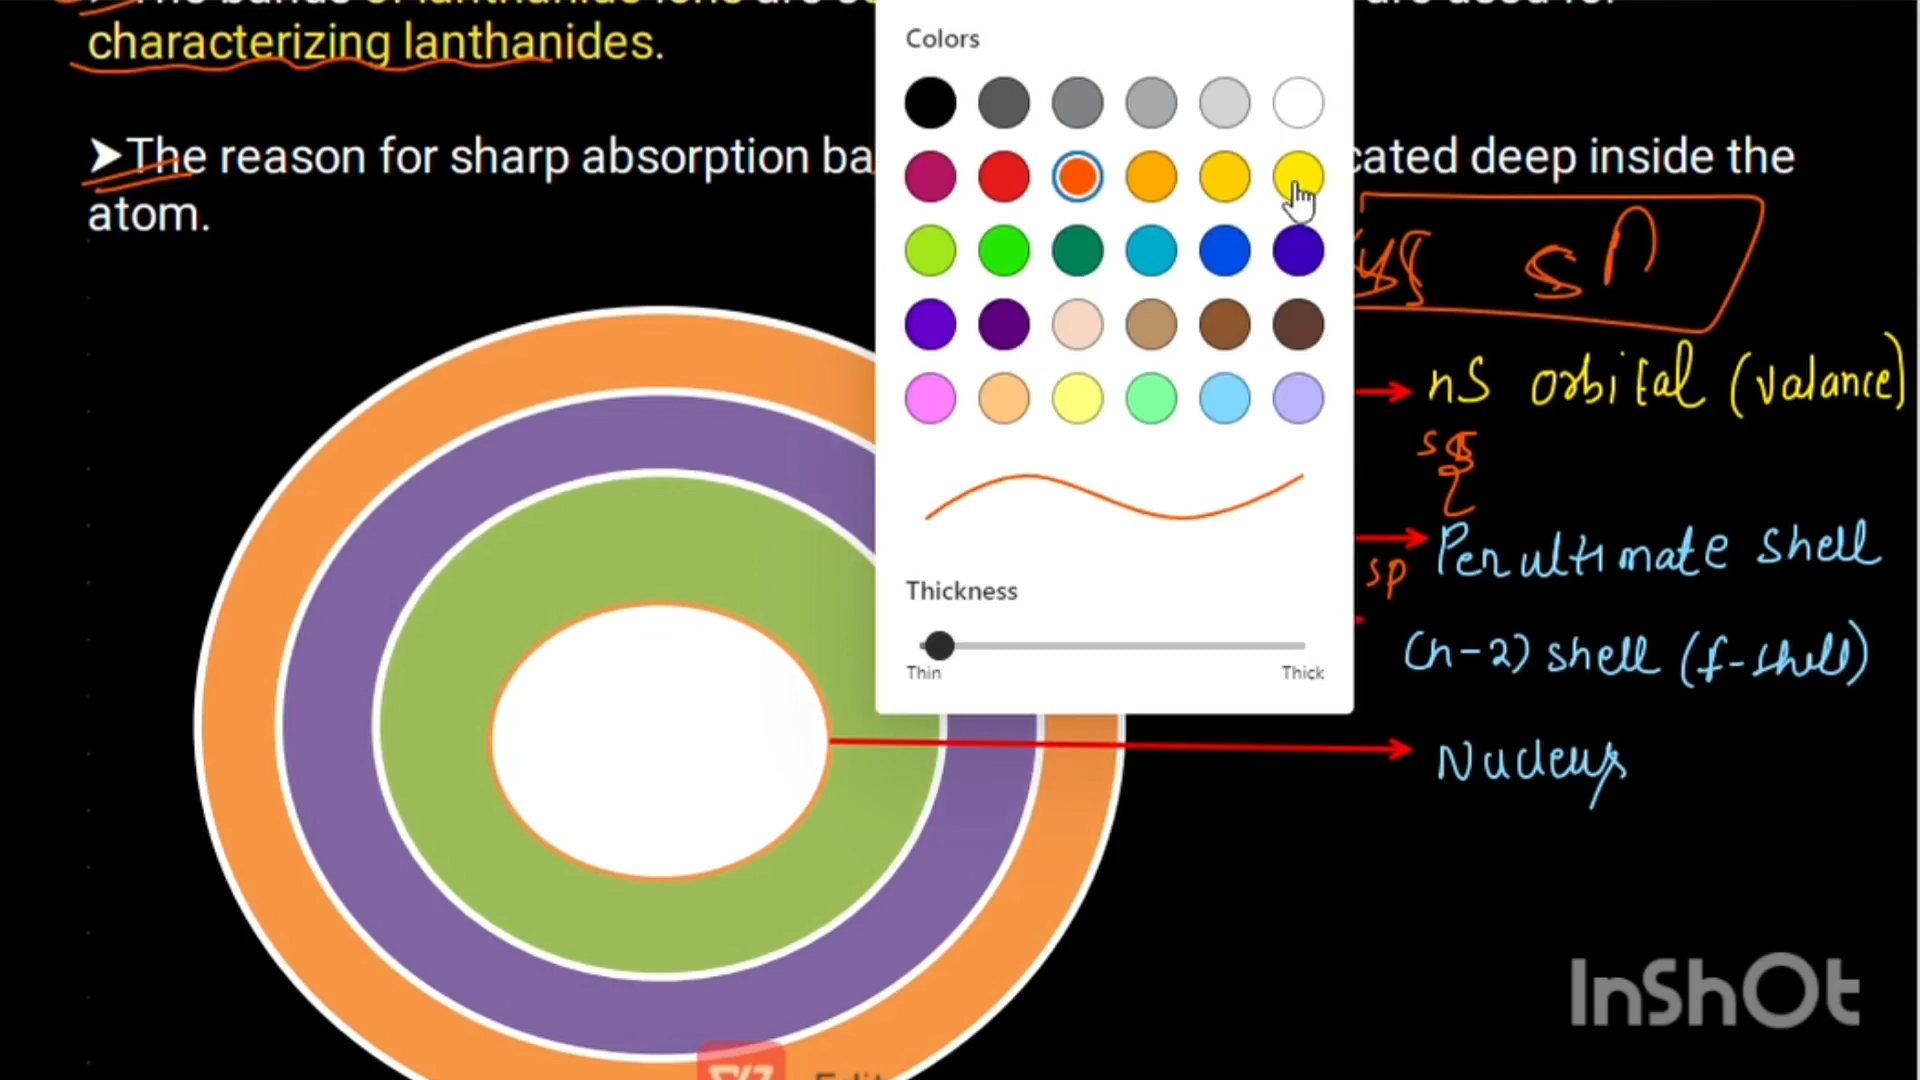 characterizing lanthanides.
➤The reason for sharp absorption ba
cated deep inside the
atom.
Colors
nS orbital (valance)
Penultimate shell
sp
Thickness
(n-2) shell (f-shell)
Thin Thick
Nucleus
InShOt